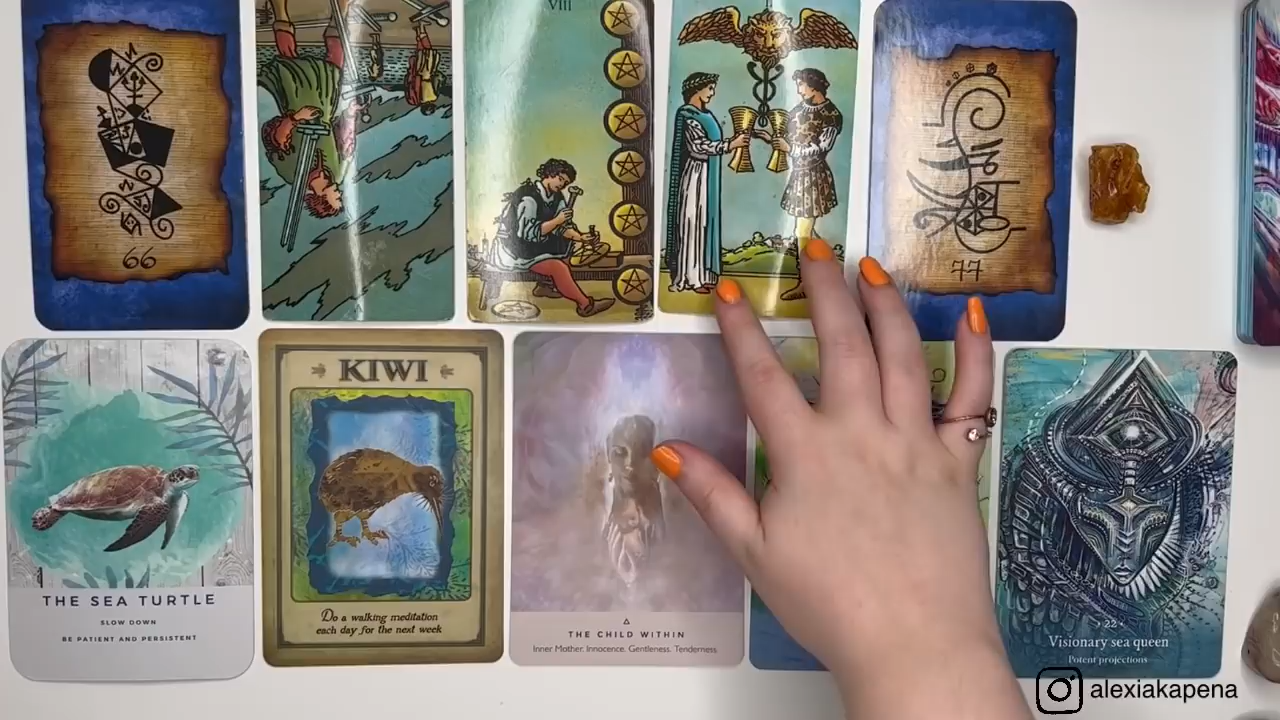 VIII
66
77
THE SEA TURTLE
SLOW DOWN
BE PATIENT AND PERSISTENT
KIWI
Do a walking meditation
each day for the next week
THE CHILD WITHIN
Inner Mother. Innocence. Gentleness. Tenderness
22
Visionary sea queen
Potent projections
alexiakapena